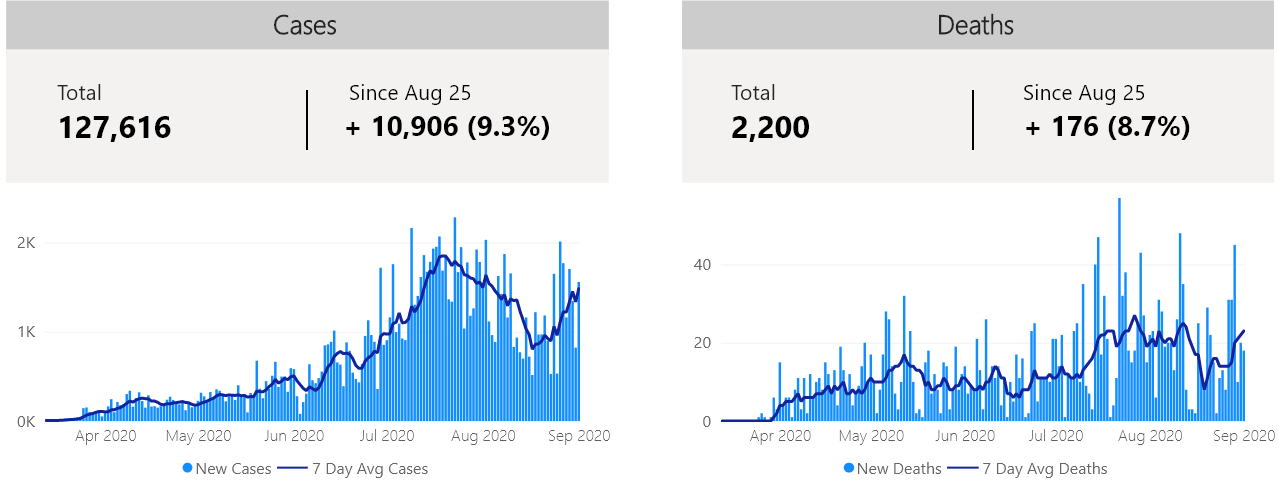 Cases
Total
127,616
Since Aug 25
+ 10,906 (9.3%)
2K
1K
0K
Apr 2020 May 2020 Jun 2020 Jul 2020 Aug 2020 Sep 2020
New Cases 7 Day Avg Cases
Deaths
Total
2,200
Since Aug 25
+ 176 (8.7%)
40
20
0
Apr 2020 May 2020 Jun 2020 Jul 2020 Aug 2020 Sep 2020
New Deaths 7 Day Avg Deaths